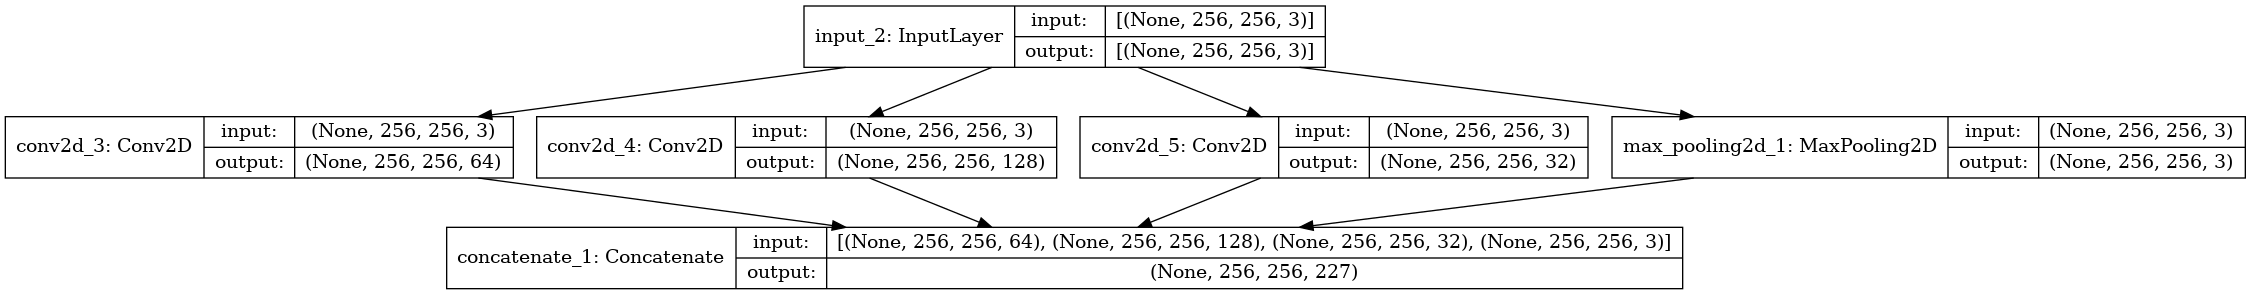 input_2: InputLayer
input: [(None, 256, 256, 3)]
output: [(None, 256, 256, 3)]
conv2d_3: Conv2D
input: (None, 256, 256, 3)
output: (None, 256, 256, 64)
conv2d_4: Conv2D
input: (None, 256, 256, 3)
output: (None, 256, 256, 128)
conv2d_5: Conv2D
input: (None, 256, 256, 3)
output: (None, 256, 256, 32)
max_pooling2d_1: MaxPooling2D
input: (None, 256, 256, 3)
output: (None, 256, 256, 3)
concatenate_1: Concatenate
input: [(None, 256, 256, 64), (None, 256, 256, 128), (None, 256, 256, 32), (None, 256, 256, 3)]
output: (None, 256, 256, 227)